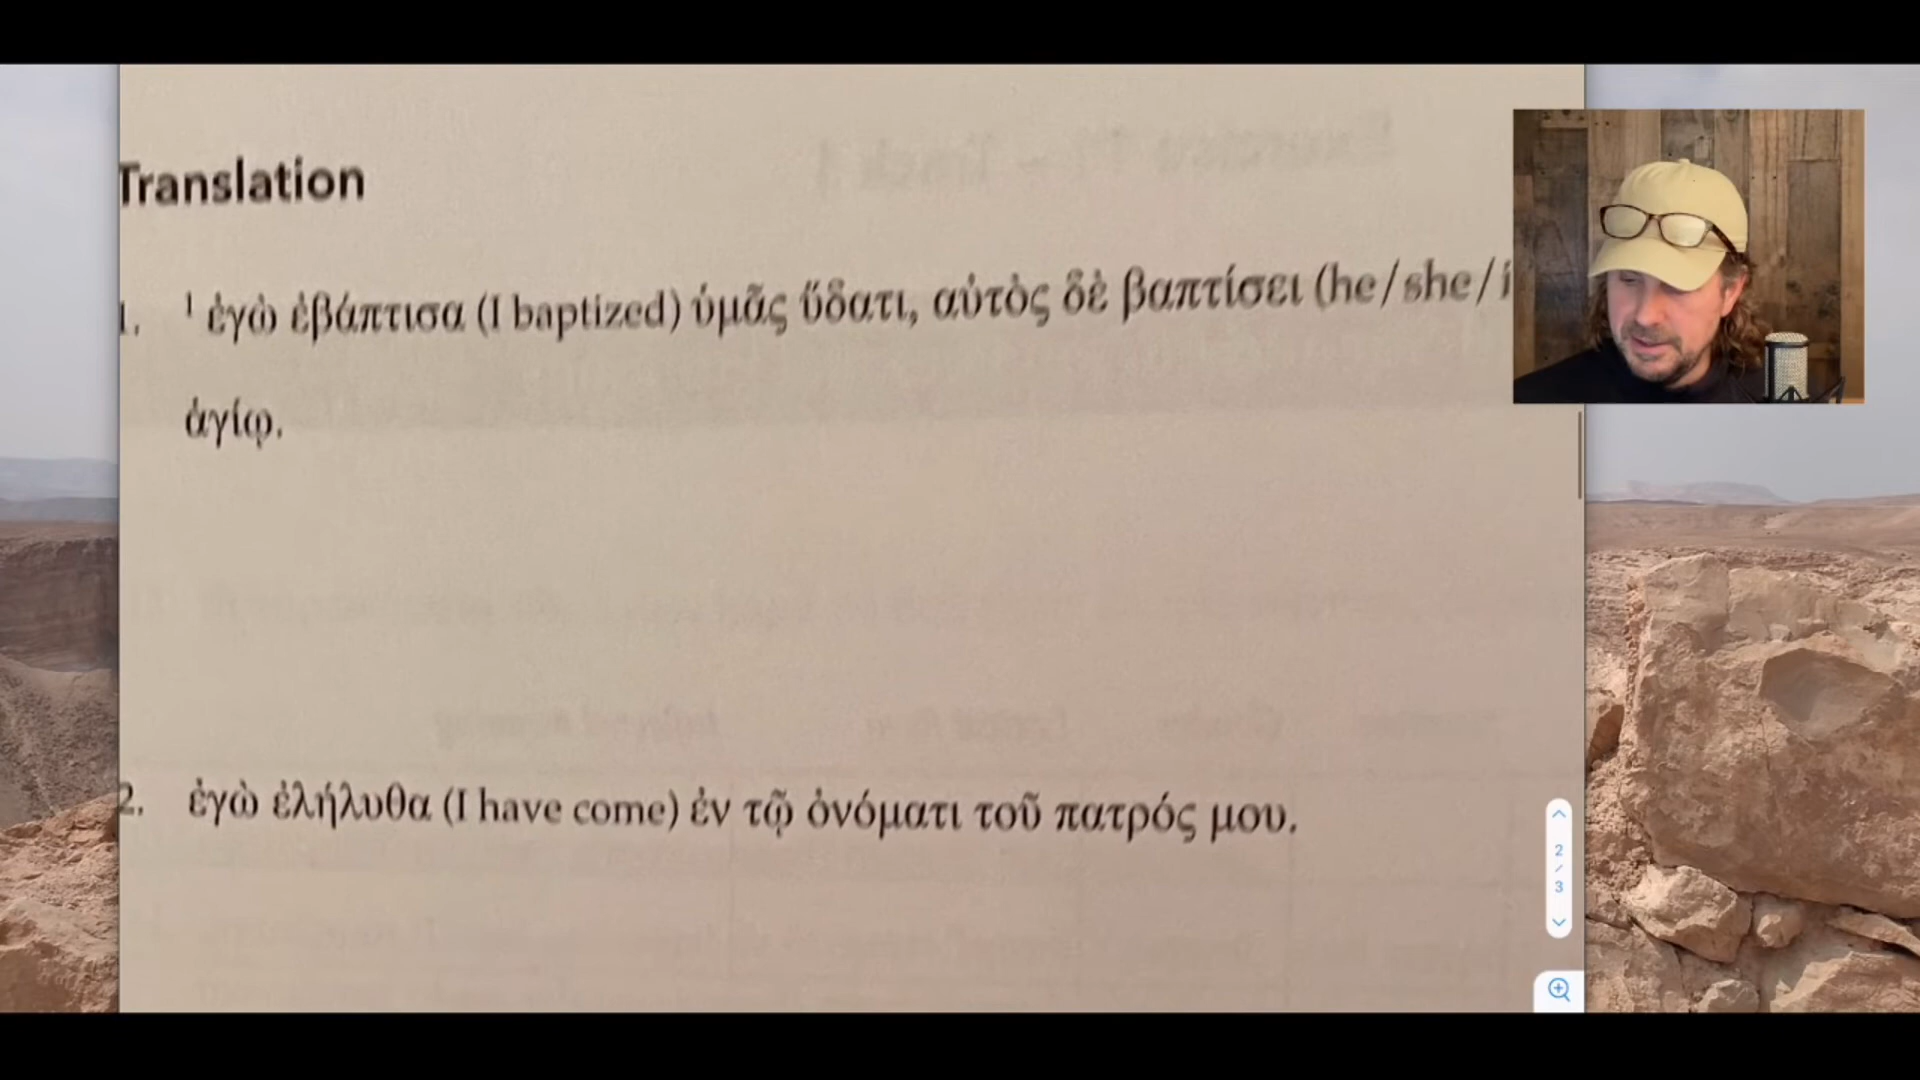 Translation
1. ¹ ἐγὼ ἐβάπτισα (I baptized) ὑμᾶς ὕδατι, αὐτὸς δὲ βαπτίσει (he/she/i
ἁγίῳ.
2. ἐγὼ ἐλήλυθα (I have come) ἐν τῷ ὀνόματι τοῦ πατρός μου.
2
/
3